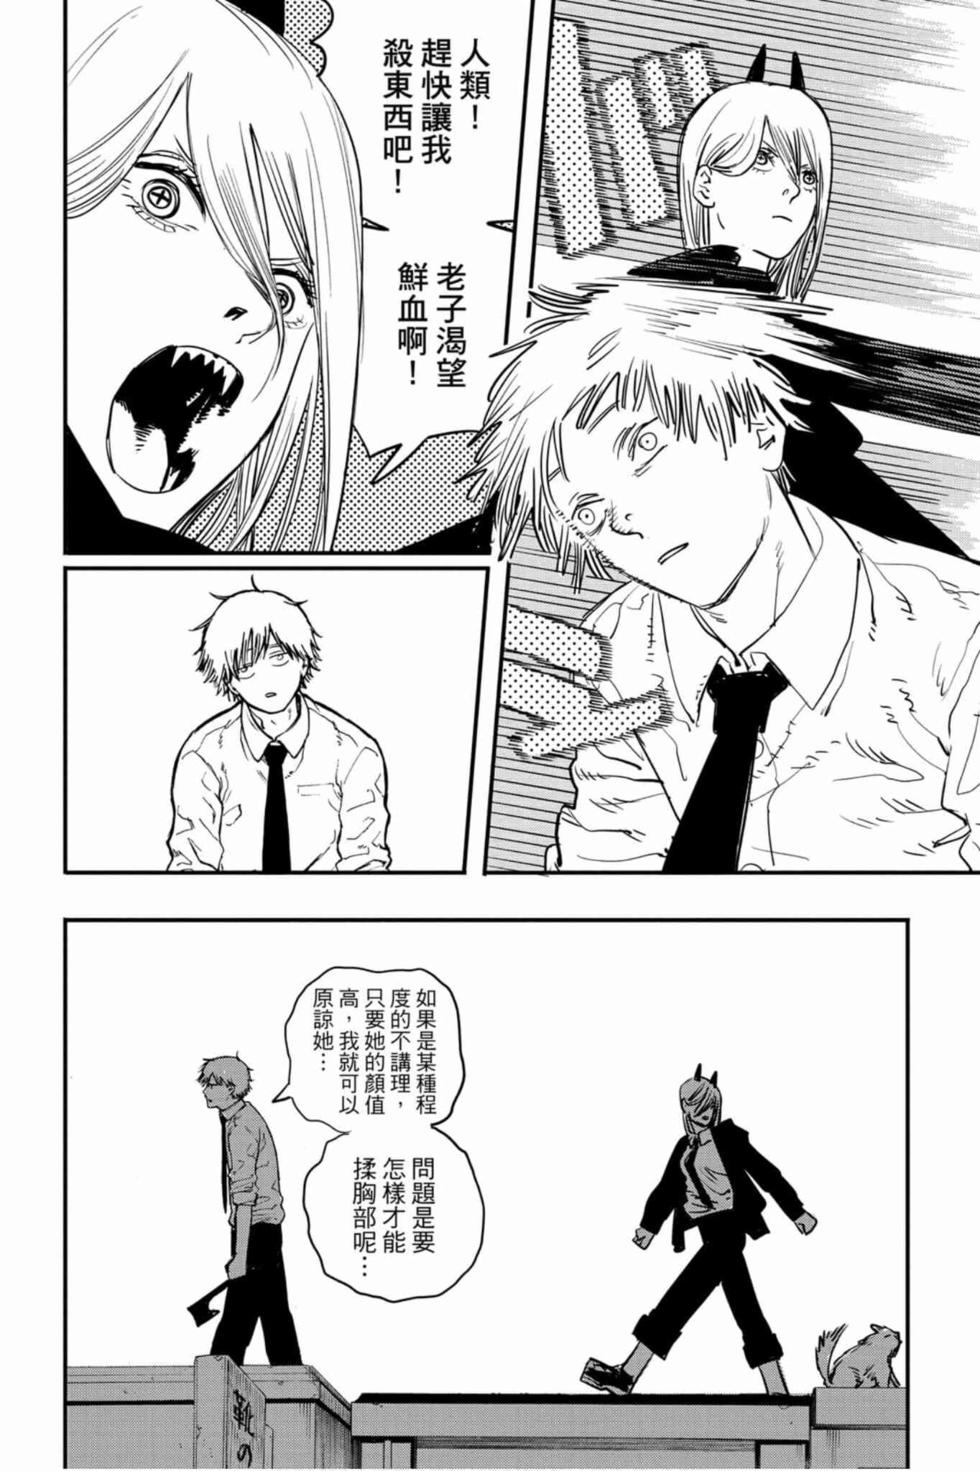 人類！
趕快讓我
殺東西吧！
老子渴望
鮮血啊！
如果是某種程
度的不講理，
只要她的顏值
高，我就可以
原諒她…
問題是要
怎樣才能
揉胸部呢…
靴の